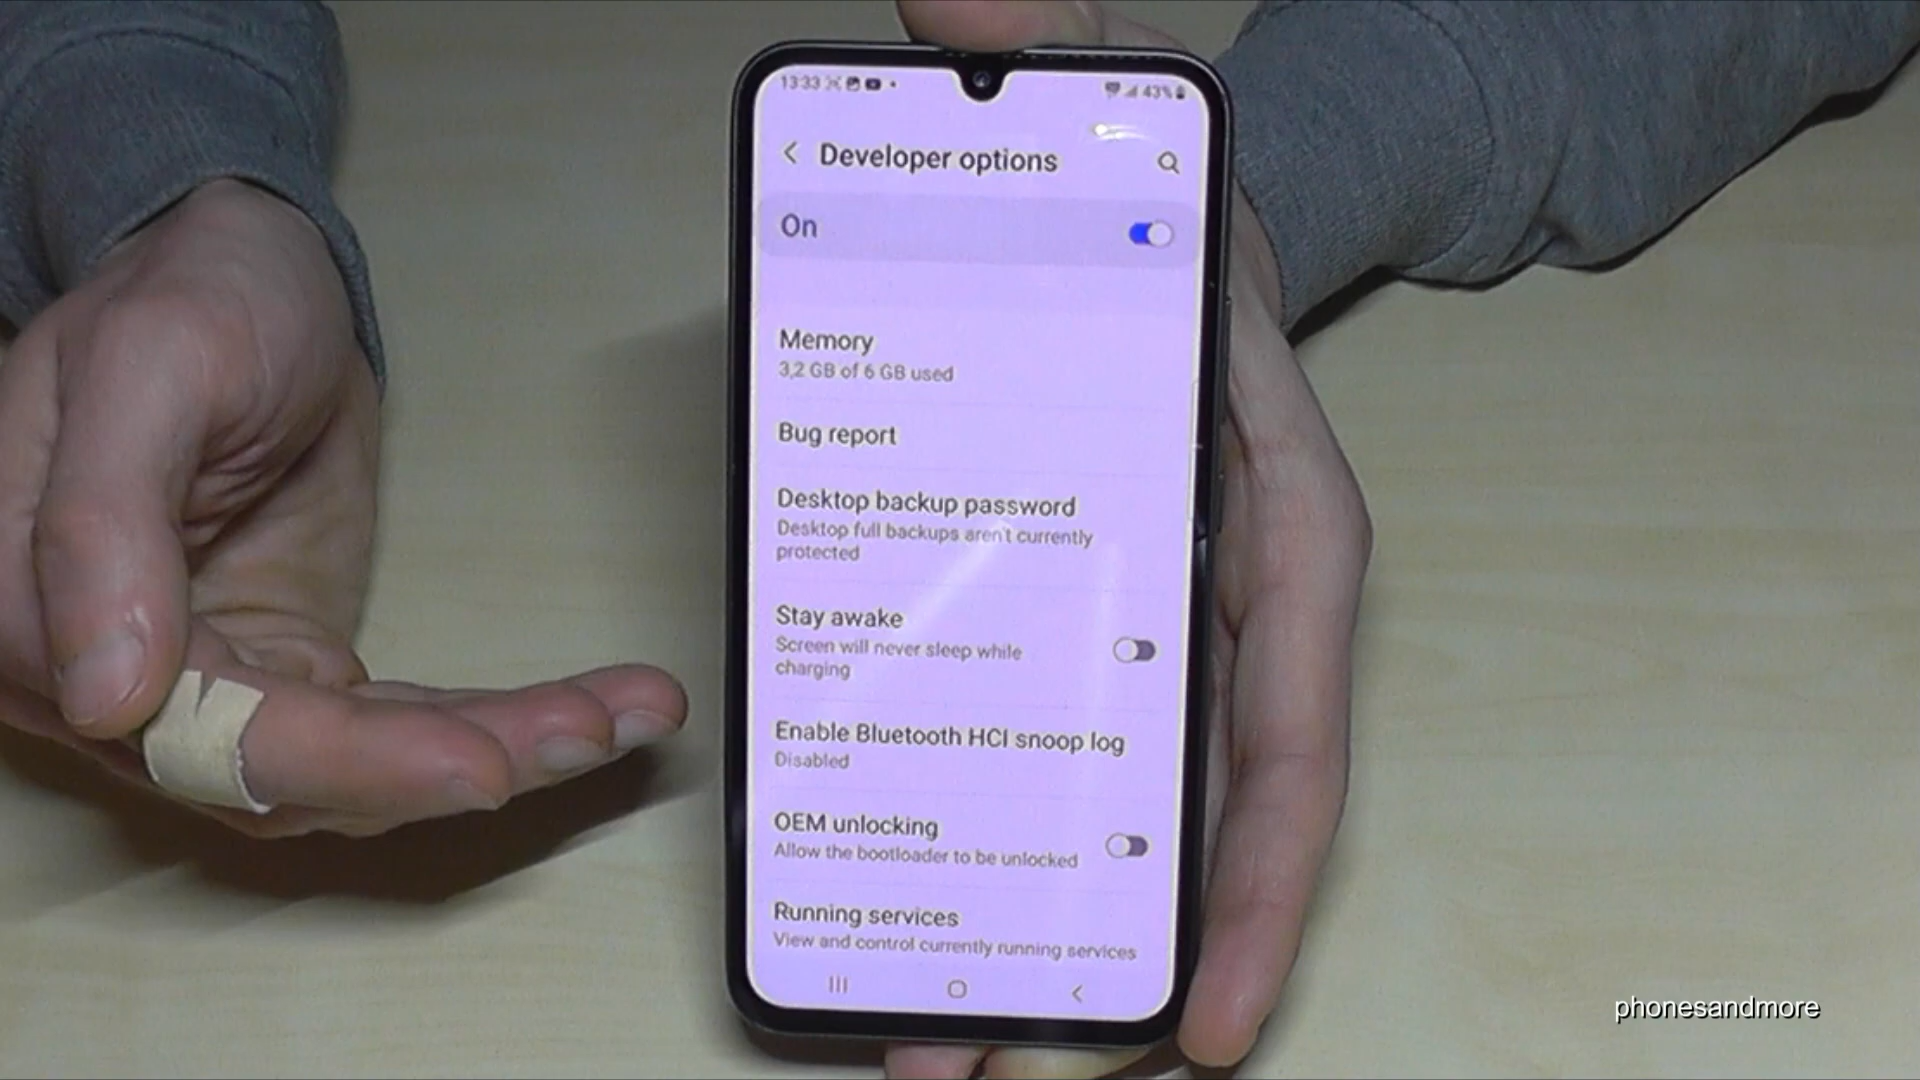 13:33
43%
Developer options
On
Memory
3,2 GB of 6 GB used
Bug report
Desktop backup password
Desktop full backups aren't currently
protected
Stay awake
Screen will never sleep while
charging
Enable Bluetooth HCI snoop log
Disabled
OEM unlocking
Allow the bootloader to be unlocked
Running services
View and control currently running services
phonesandmore